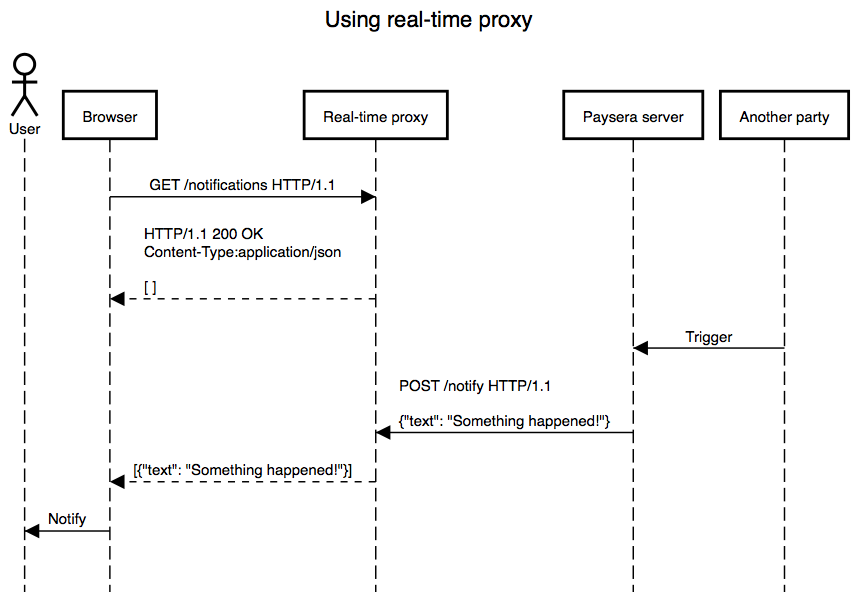 Using real-time proxy
User
Browser
Real-time proxy
Paysera server
Another party
GET /notifications HTTP/1.1
HTTP/1.1 200 OK
Content-Type:application/json
[ ]
Trigger
POST /notify HTTP/1.1
{"text": "Something happened!"}
[{"text": "Something happened!"}]
Notify